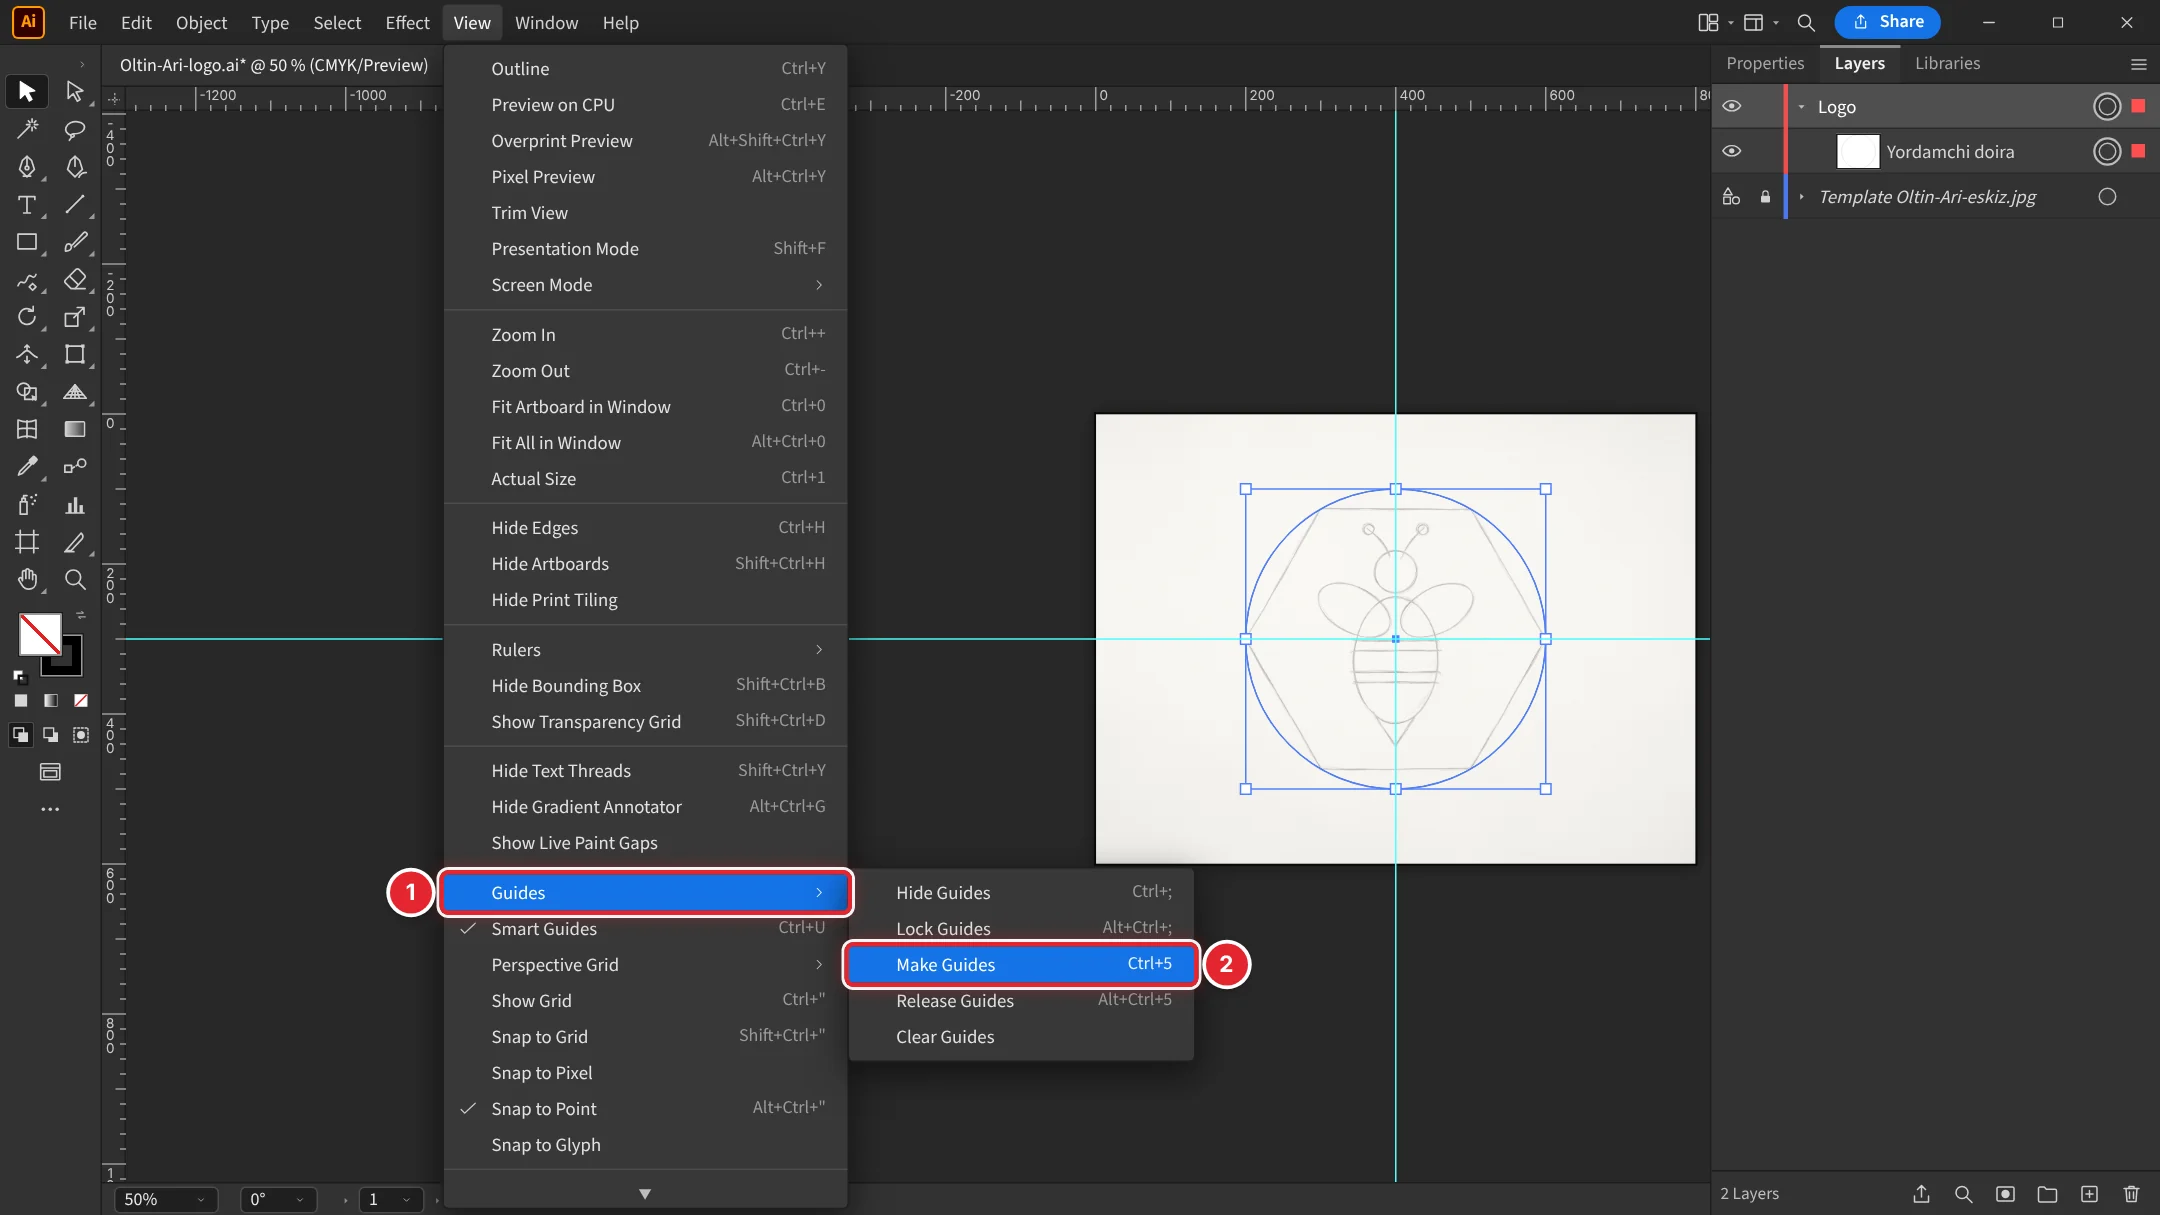 Ai
File Edit Object Type Select Effect View Window Help
Share
Oltin-Ari-logo.ai* @ 50 % (CMYK/Preview)
-1200 -1000 -200 0 200 400 600
400
200
0
200
400
600
800
Outline Ctrl+Y
Preview on CPU Ctrl+E
Overprint Preview Alt+Shift+Ctrl+Y
Pixel Preview Alt+Ctrl+Y
Trim View
Presentation Mode Shift+F
Screen Mode
Zoom In Ctrl++
Zoom Out Ctrl+-
Fit Artboard in Window Ctrl+0
Fit All in Window Alt+Ctrl+0
Actual Size Ctrl+1
Hide Edges Ctrl+H
Hide Artboards Shift+Ctrl+H
Hide Print Tiling
Rulers
Hide Bounding Box Shift+Ctrl+B
Show Transparency Grid Shift+Ctrl+D
Hide Text Threads Shift+Ctrl+Y
Hide Gradient Annotator Alt+Ctrl+G
Show Live Paint Gaps
1 Guides
Smart Guides Ctrl+U
Perspective Grid
Show Grid Ctrl+"
Snap to Grid Shift+Ctrl+"
Snap to Pixel
Snap to Point Alt+Ctrl+"
Snap to Glyph
Hide Guides Ctrl+;
Lock Guides Alt+Ctrl+;
Make Guides Ctrl+5 2
Release Guides Alt+Ctrl+5
Clear Guides
Properties Layers Libraries
Logo
Yordamchi doira
Template Oltin-Ari-eskiz.jpg
50% 0° 1
2 Layers